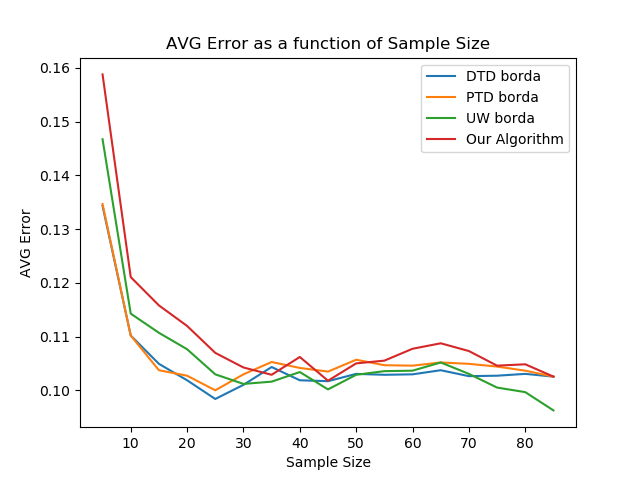 AVG Error as a function of Sample Size
DTD borda
PTD borda
UW borda
Our Algorithm
AVG Error
0.16
0.15
0.14
0.13
0.12
0.11
0.10
10 20 30 40 50 60 70 80
Sample Size